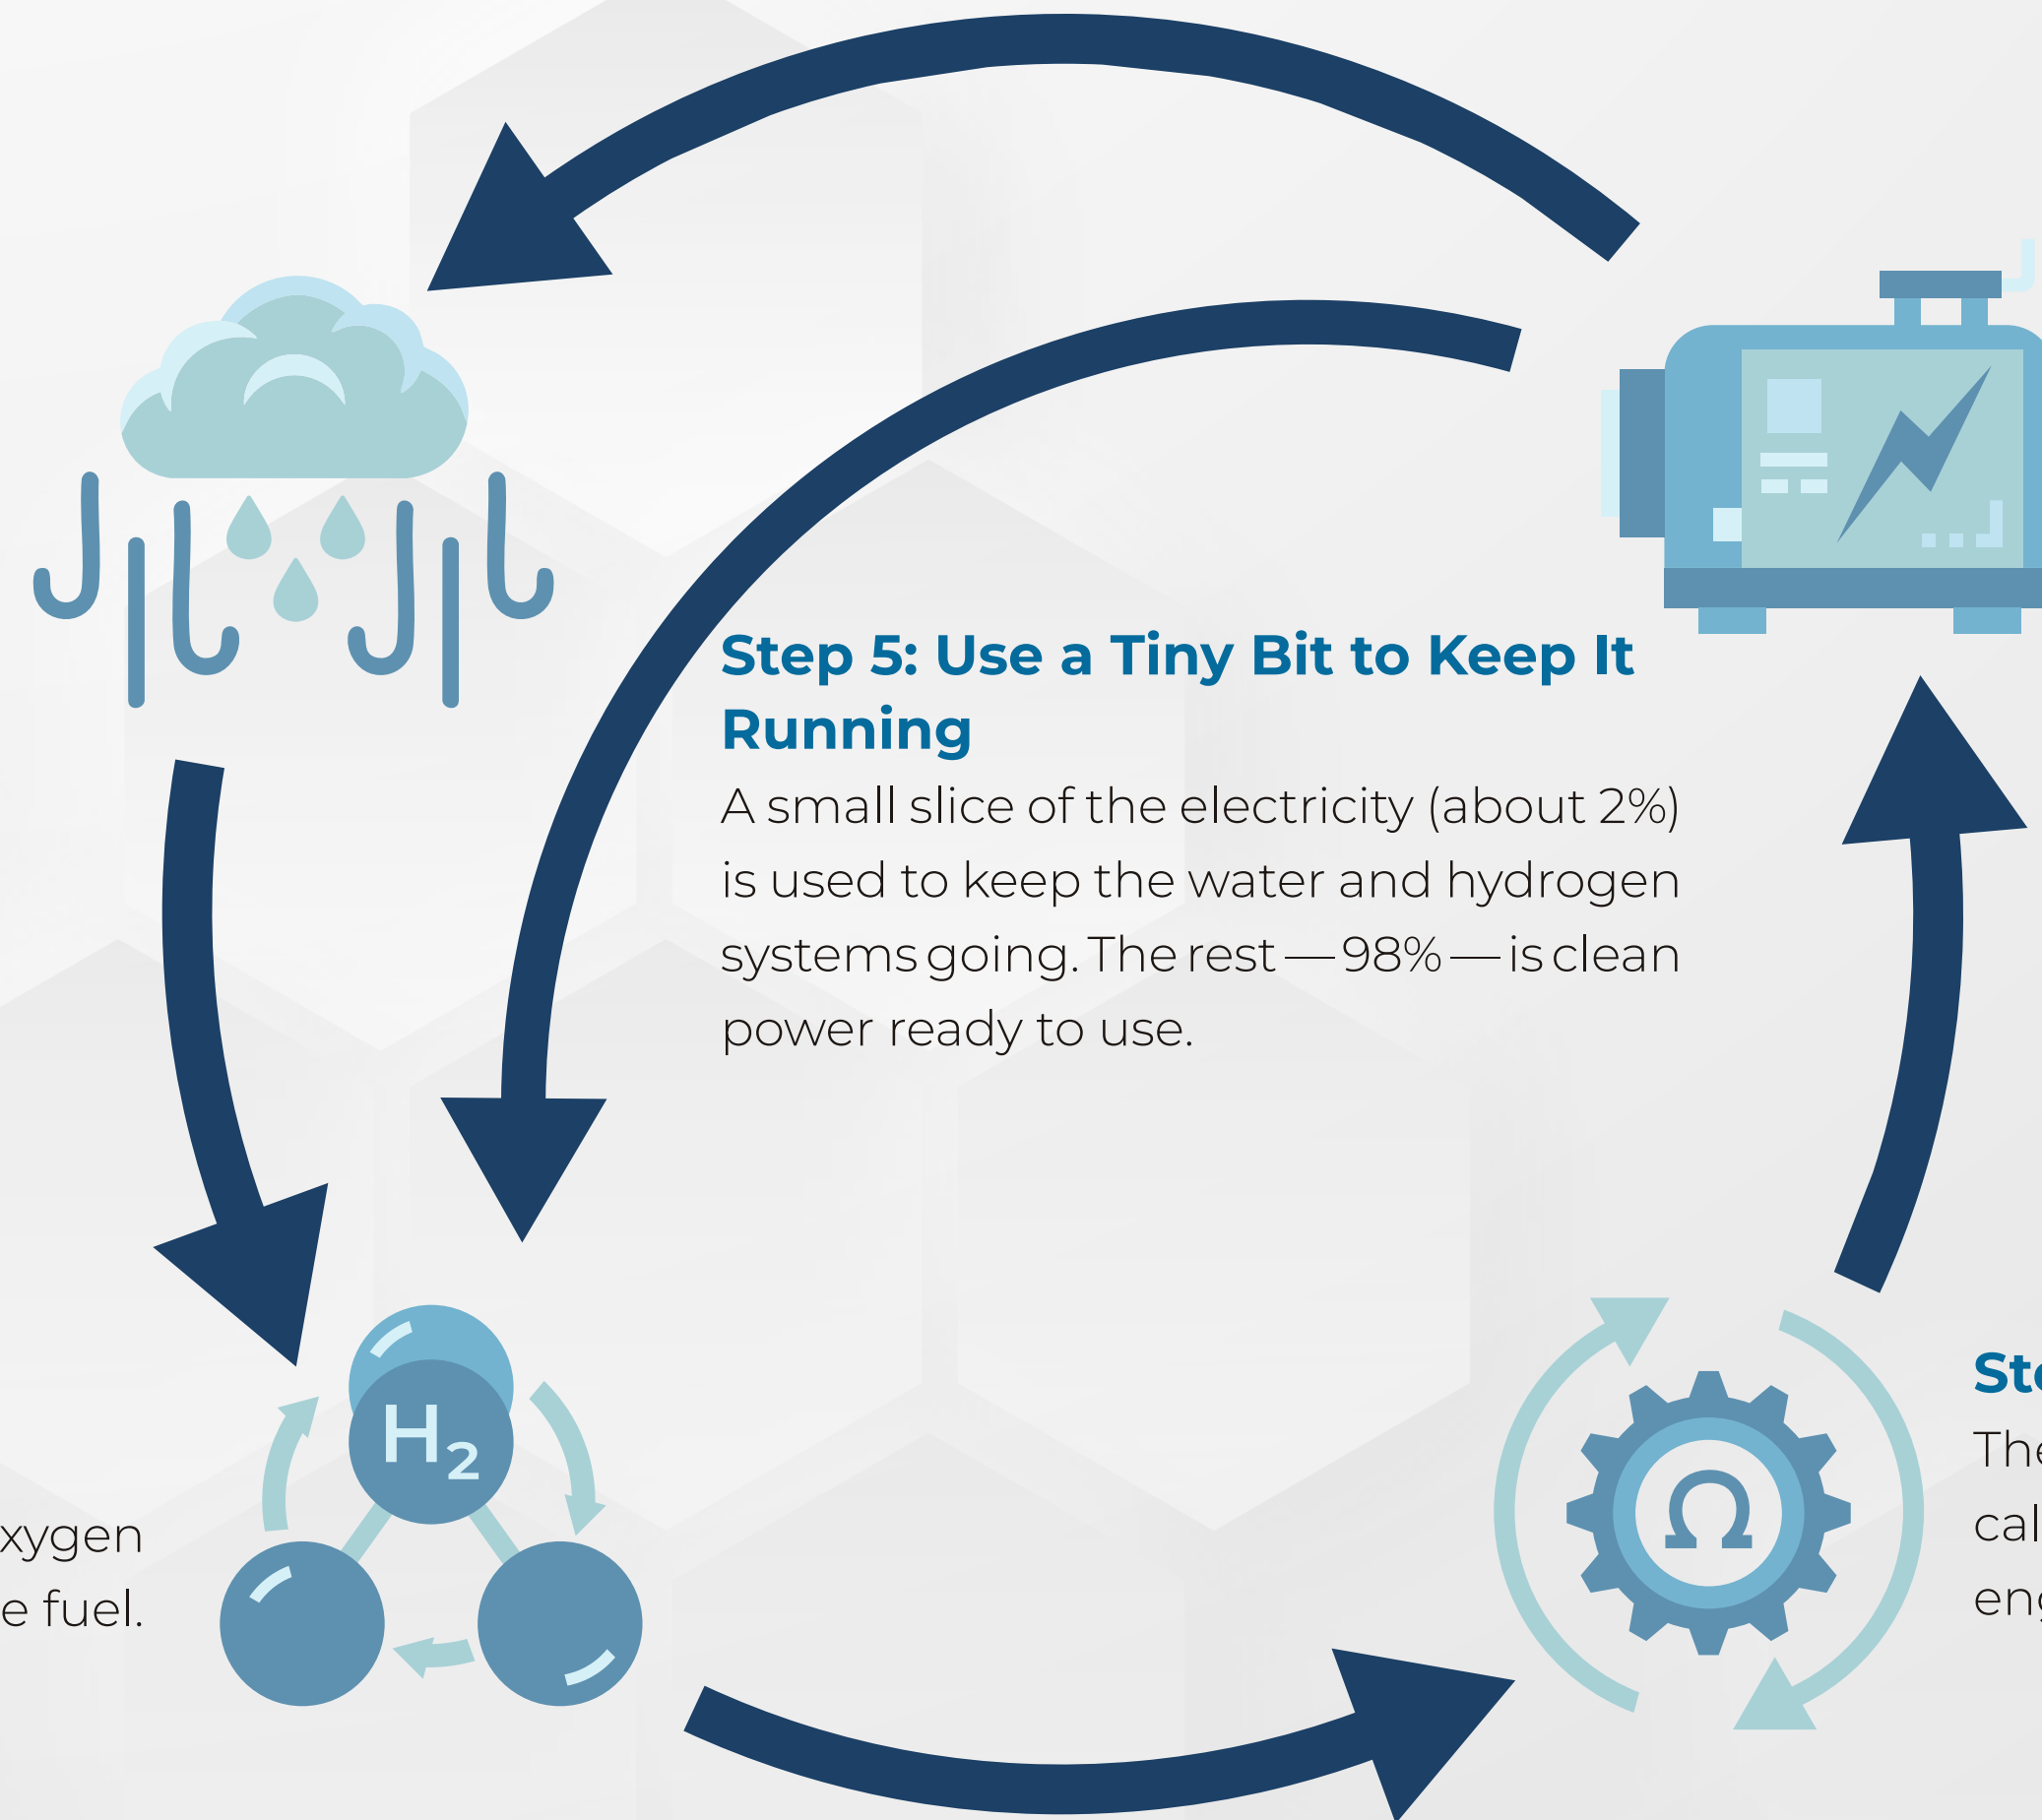 Step 5: Use a Tiny Bit to Keep It
Running
A small slice of the electricity (about 2%)
is used to keep the water and hydrogen
systems going. The rest — 98% — is clean
power ready to use.
H₂
fuel.
Ω